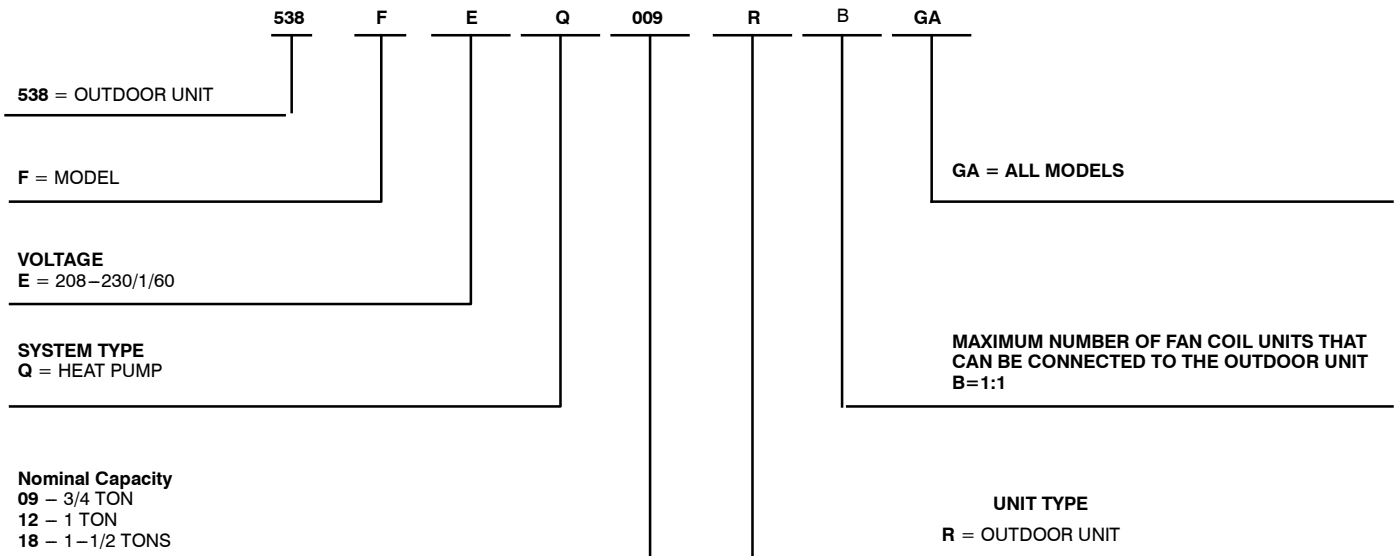 538 F E Q 009 R B GA
538 = OUTDOOR UNIT
F = MODEL
GA = ALL MODELS
VOLTAGE
E = 208-230/1/60
SYSTEM TYPE
Q = HEAT PUMP
MAXIMUM NUMBER OF FAN COIL UNITS THAT
CAN BE CONNECTED TO THE OUTDOOR UNIT
B=1:1
Nominal Capacity
09 - 3/4 TON
12 - 1 TON
18 - 1-1/2 TONS
UNIT TYPE
R = OUTDOOR UNIT